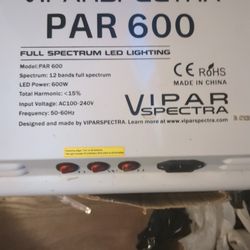 VIPARSPECTRA
PAR 600
FULL SPECTRUM LED LIGHTING
Model:PAR 600
Spectrum: 12 bands full spectrum
LED Power: 600W
Total Harmonic: <15%
Input Voltage: AC100-240V
Frequency: 50-60Hz
Designed and made by VIPARSPECTRA. Learn more at www.viparspectra.com
CE RoHS
MADE IN CHINA
VIPAR
SPECTRA